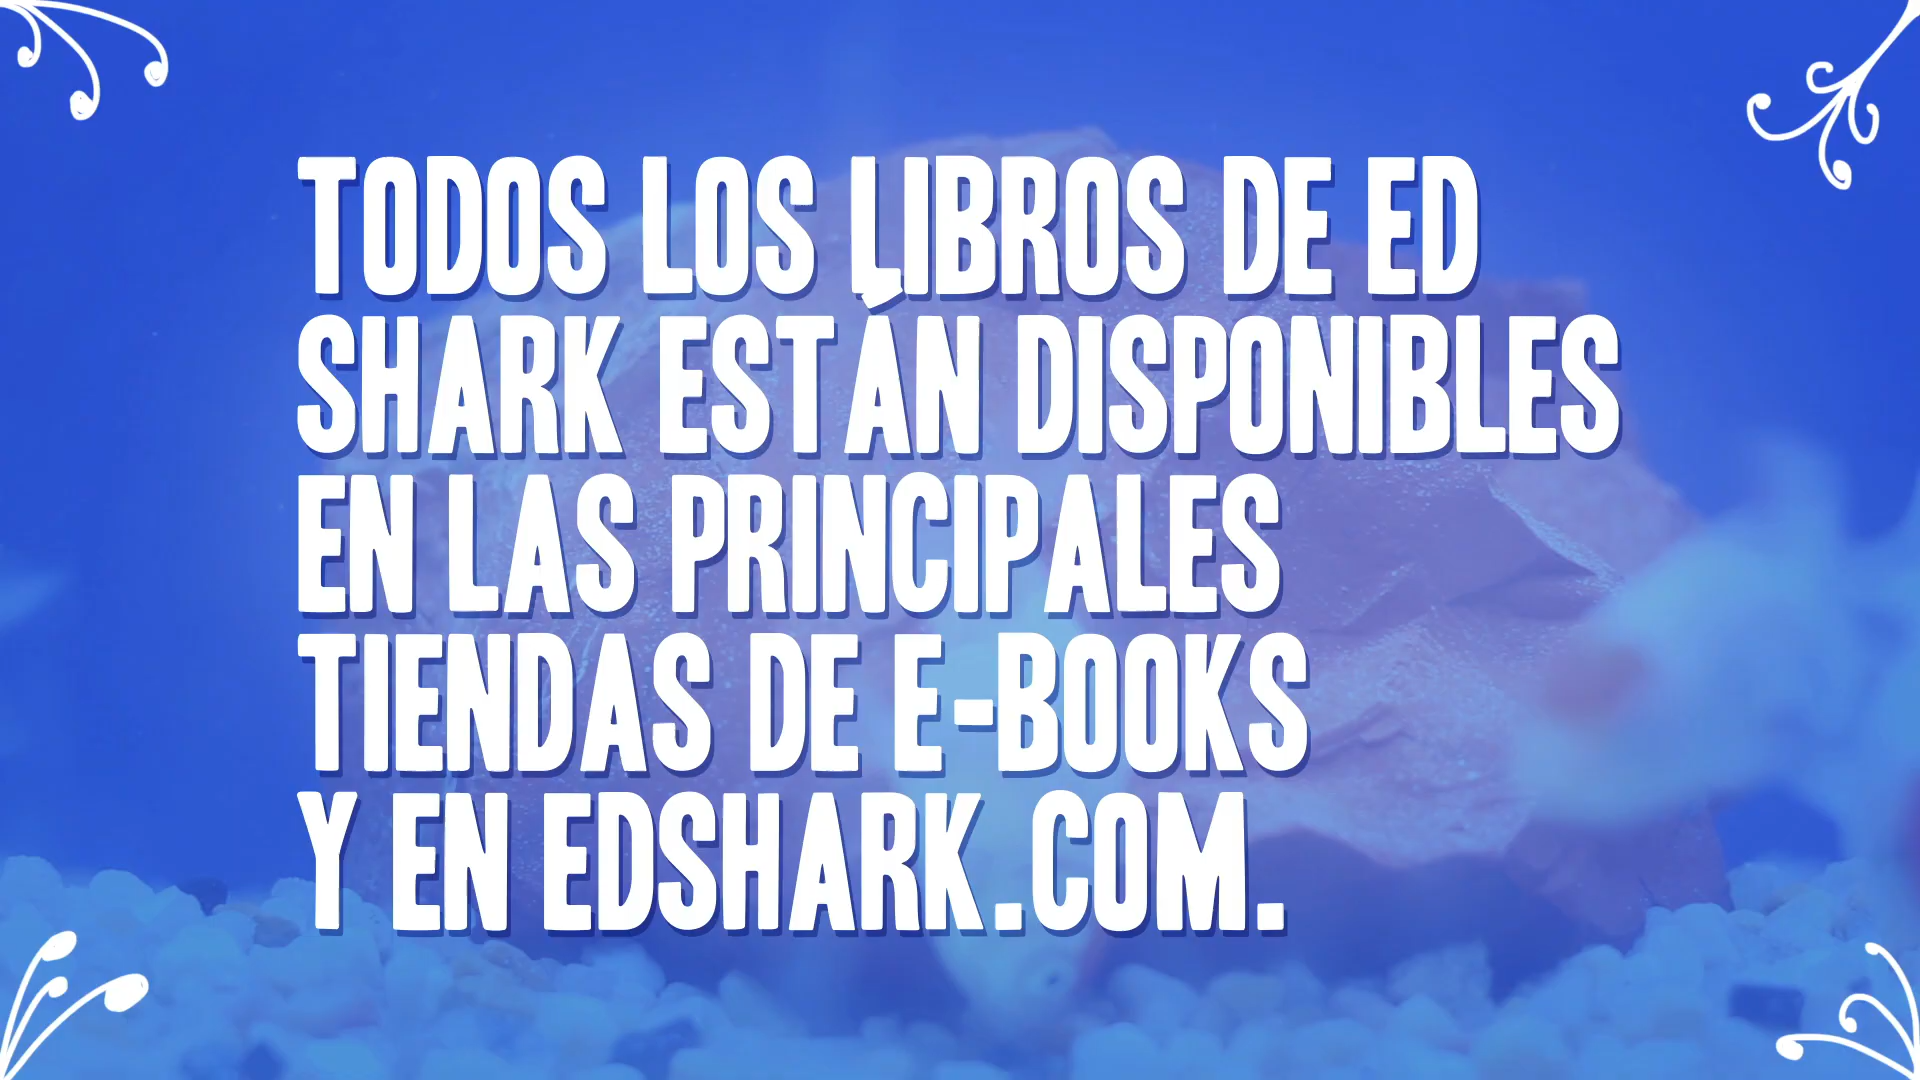 TODOS LOS LIBROS DE ED
SHARK ESTÁN DISPONIBLES
EN LAS PRINCIPALES
TIENDAS DE E-BOOKS
Y EN EDSHARK.COM.